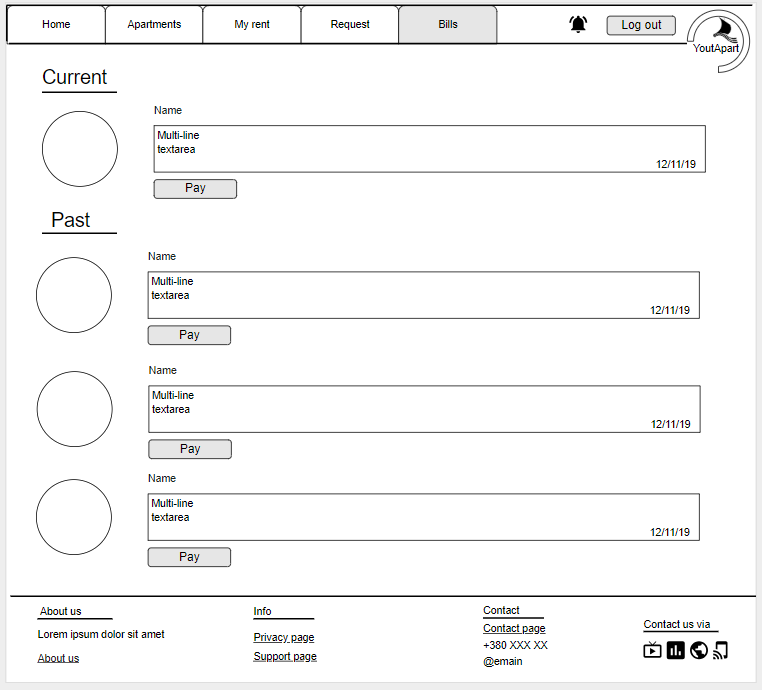 Home
Apartments
My rent
Request
Bills
Log out
YoutApart
Current
Name
Multi-line
textarea
12/11/19
Pay
Past
Name
Multi-line
textarea
12/11/19
Pay
Name
Multi-line
textarea
12/11/19
Pay
Name
Multi-line
textarea
12/11/19
Pay
About us
Lorem ipsum dolor sit amet
About us
Info
Privacy page
Support page
Contact
Contact page
+380 XXX XX
@emain
Contact us via